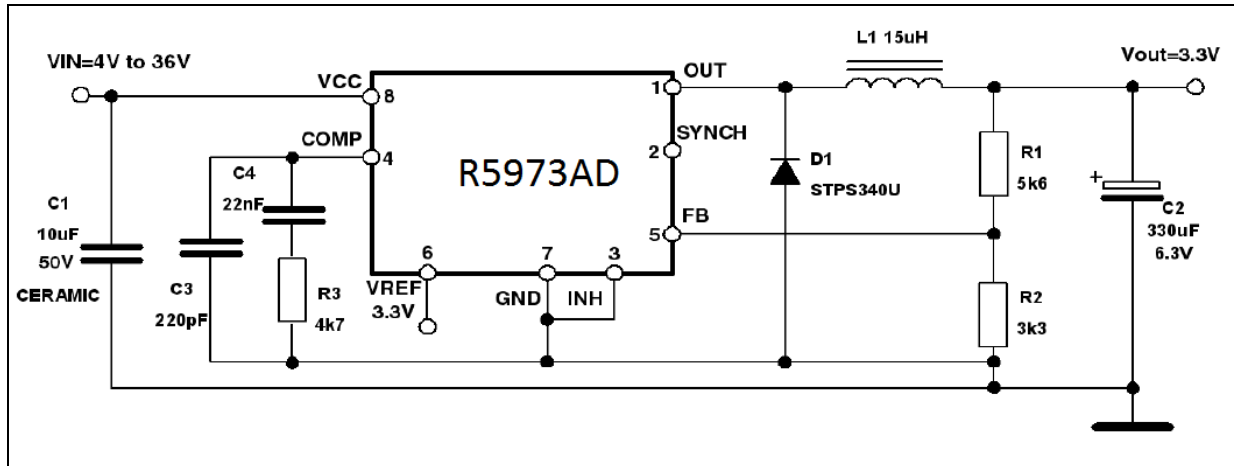 L1 15uH
VIN=4V to 36V
OUT
Vout=3.3V
VCC
8
1
COMP
SYNCH
4
2
R5973AD
C4
22nF
D1
STPS340U
R1
5k6
+
C1
10uF
50V
CERAMIC
FB
5
C2
330uF
6.3V
6
7
3
C3
220pF
R3
4k7
VREF
3.3V
GND
INH
R2
3k3